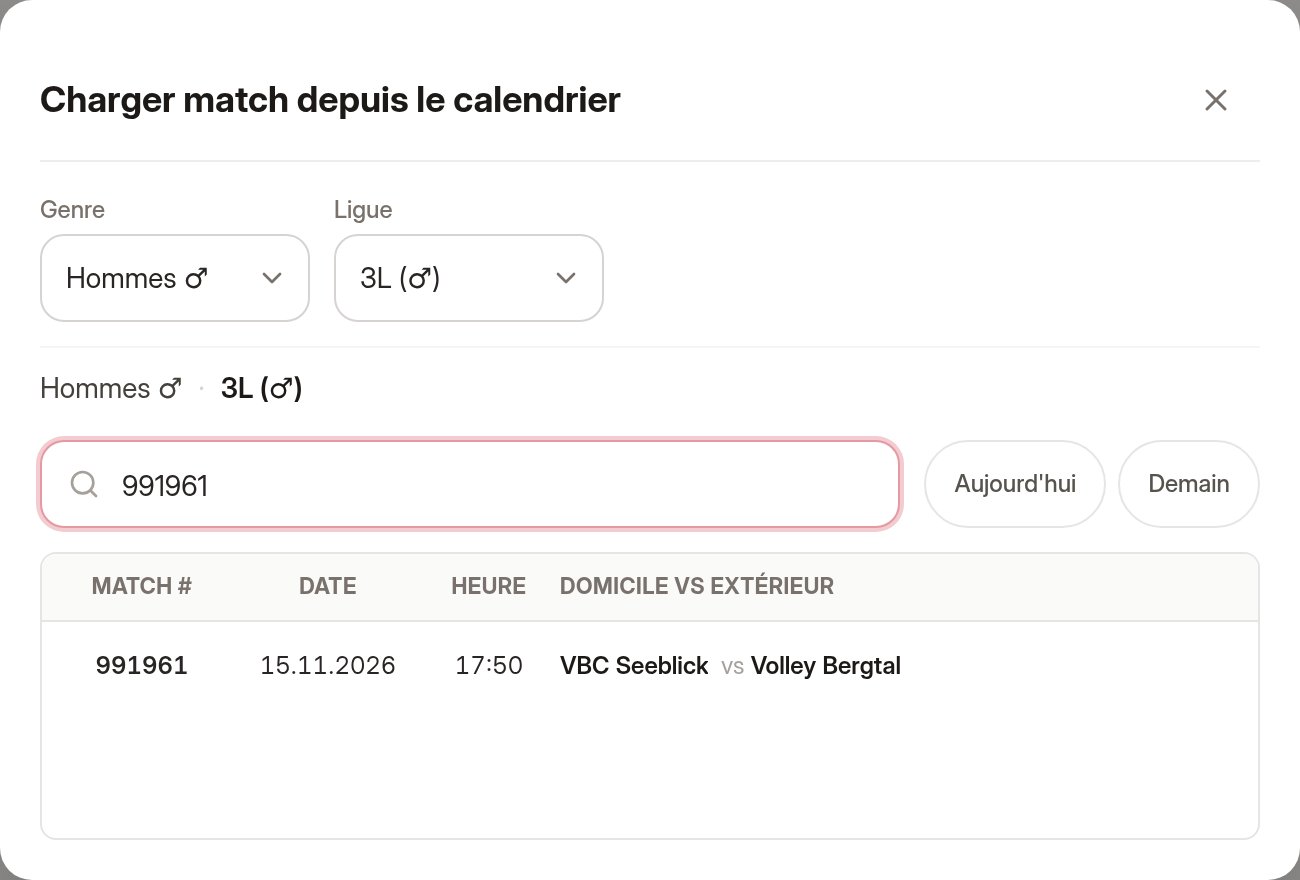 Charger match depuis le calendrier
Genre Ligue
Hommes ♂ 3L (♂)
Hommes ♂ · 3L (♂)
991961 Aujourd'hui Demain
MATCH # DATE HEURE DOMICILE VS EXTÉRIEUR
991961 15.11.2026 17:50 VBC Seeblick vs Volley Bergtal